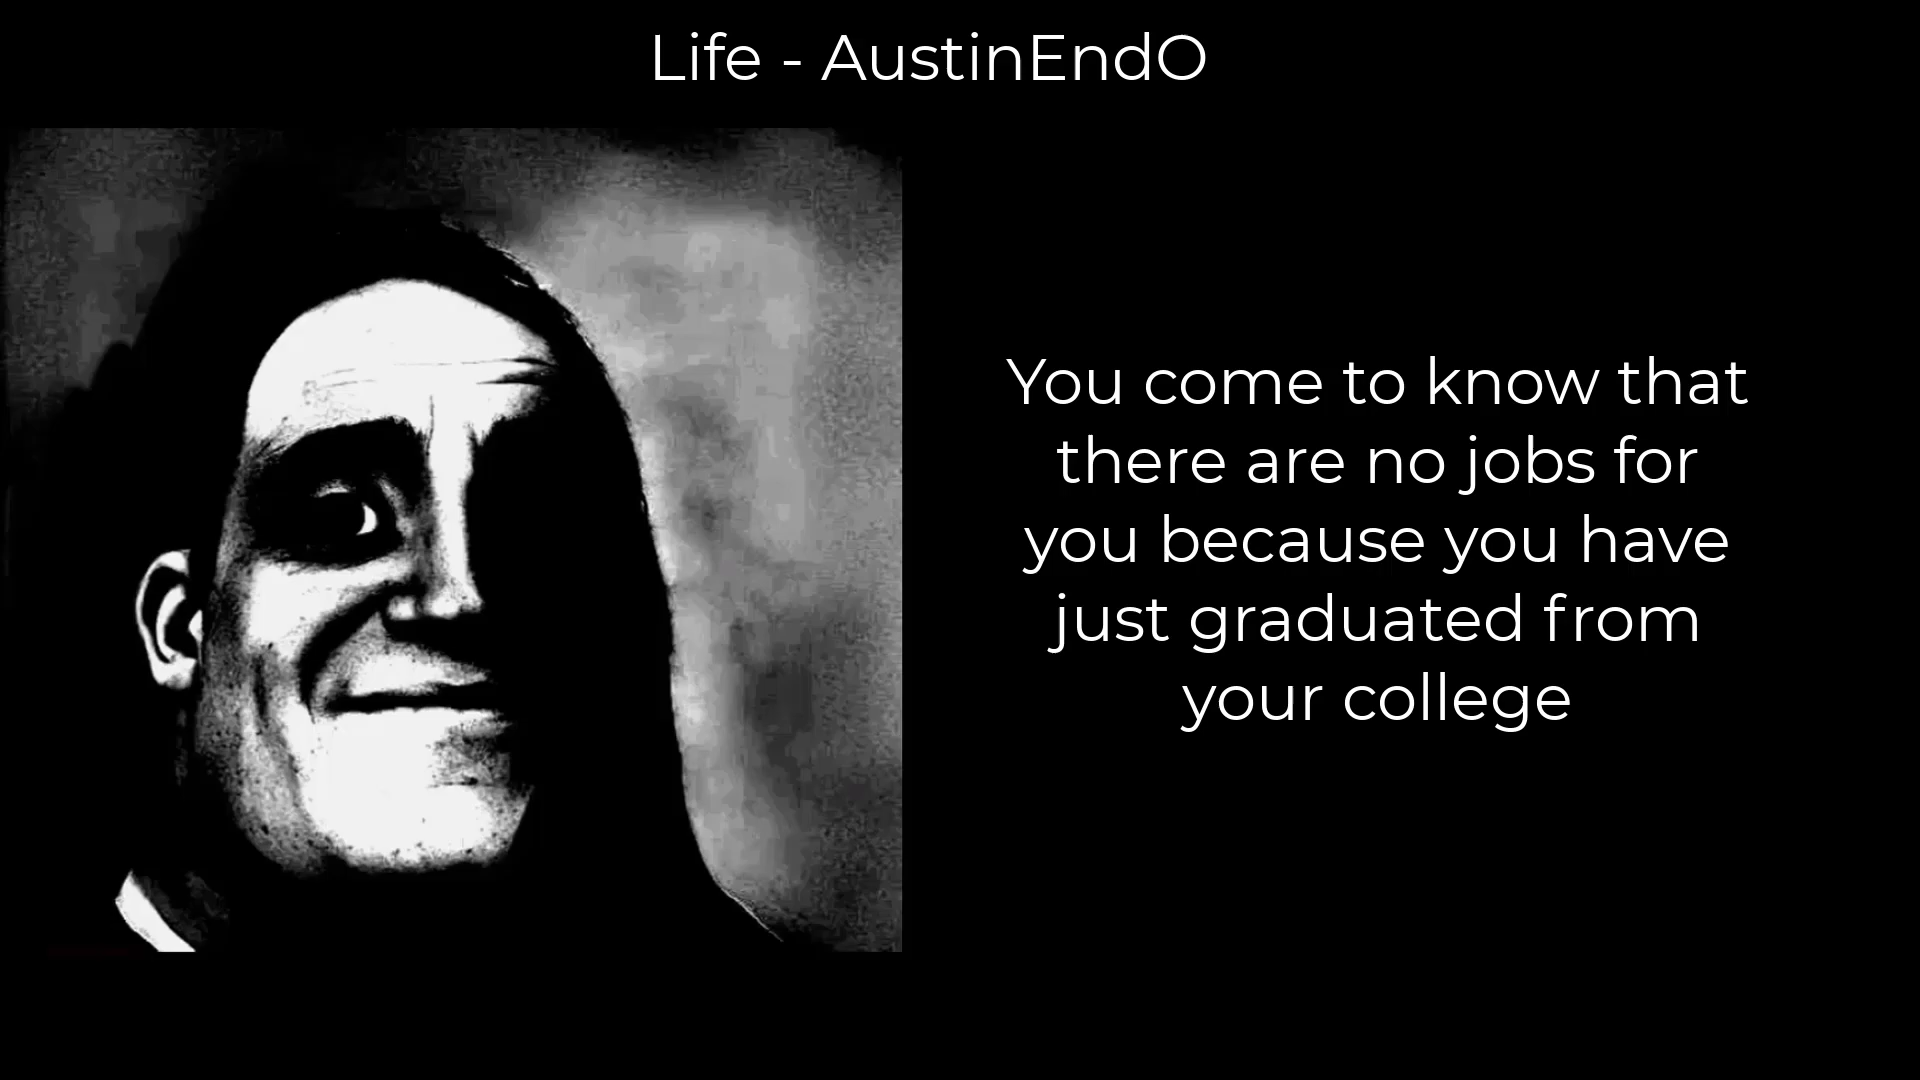 Life - AustinEndO
You come to know that
there are no jobs for
you because you have
just graduated from
your college